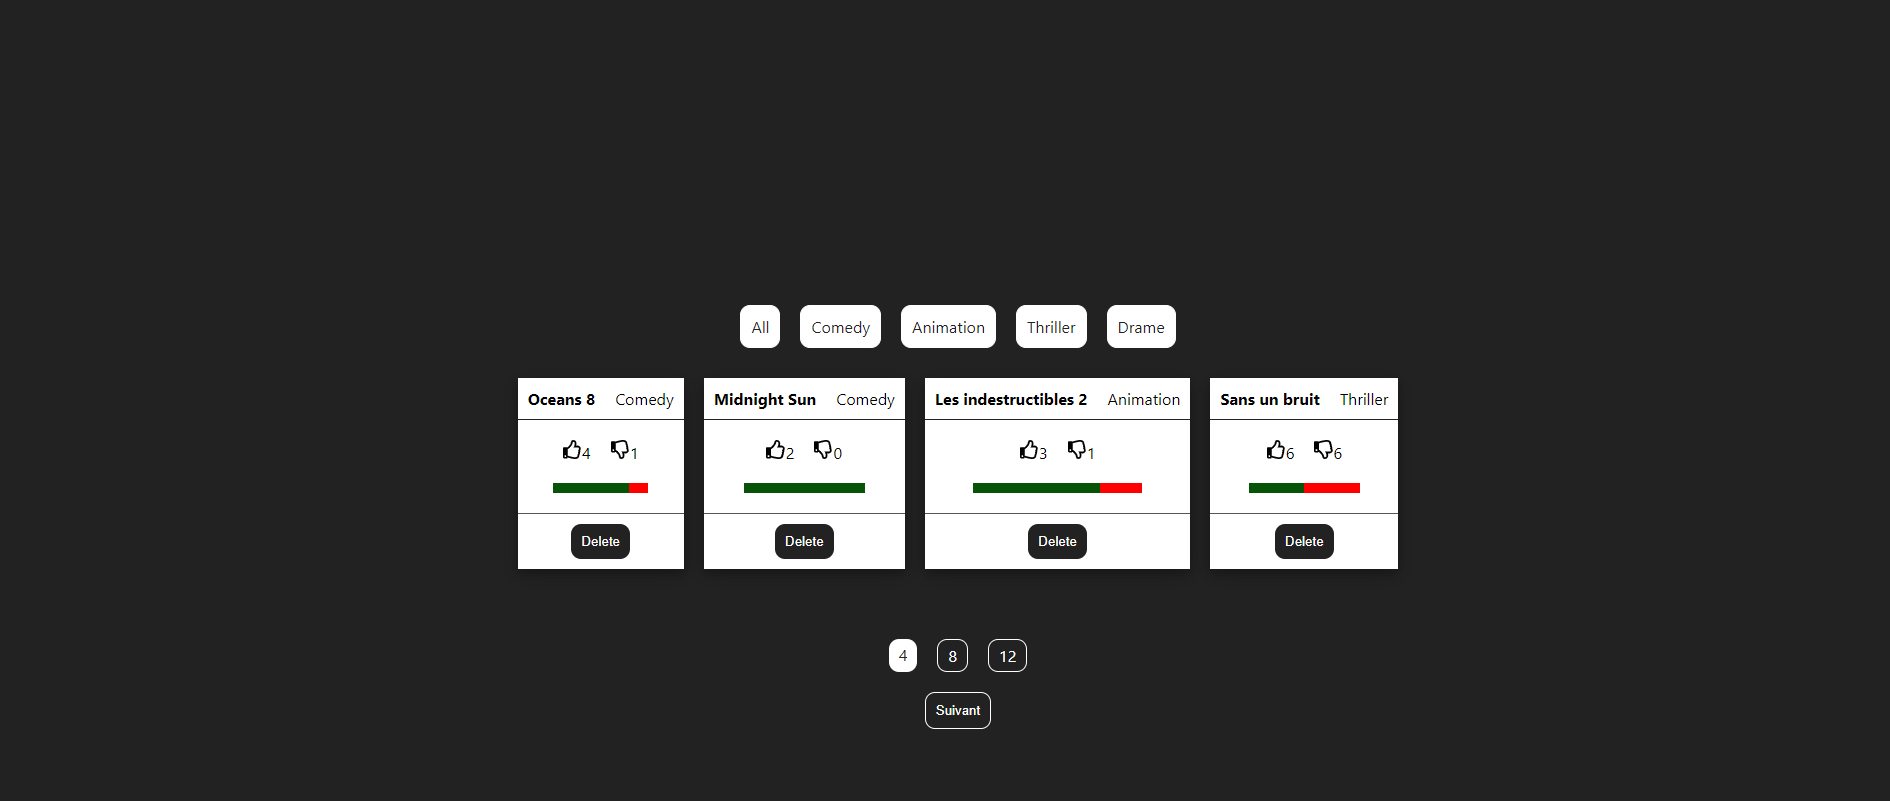 All Comedy Animation Thriller Drame
Oceans 8 Comedy Midnight Sun Comedy Les indestructibles 2 Animation Sans un bruit Thriller
4 1 2 0 3 1 6 6
Delete Delete Delete Delete
4 8 12
Suivant